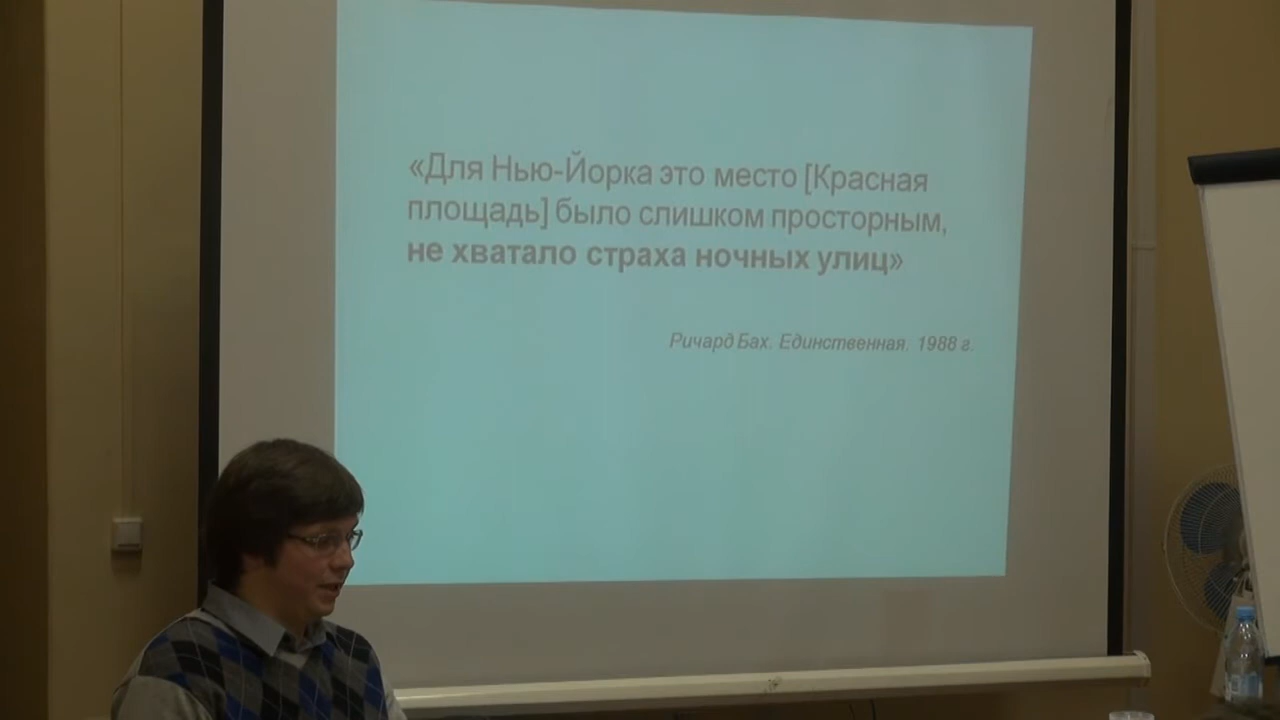 «Для Нью-Йорка это место [Красная
площадь] было слишком просторным,
не хватало страха ночных улиц»
Ричард Бах. Единственная. 1988 г.